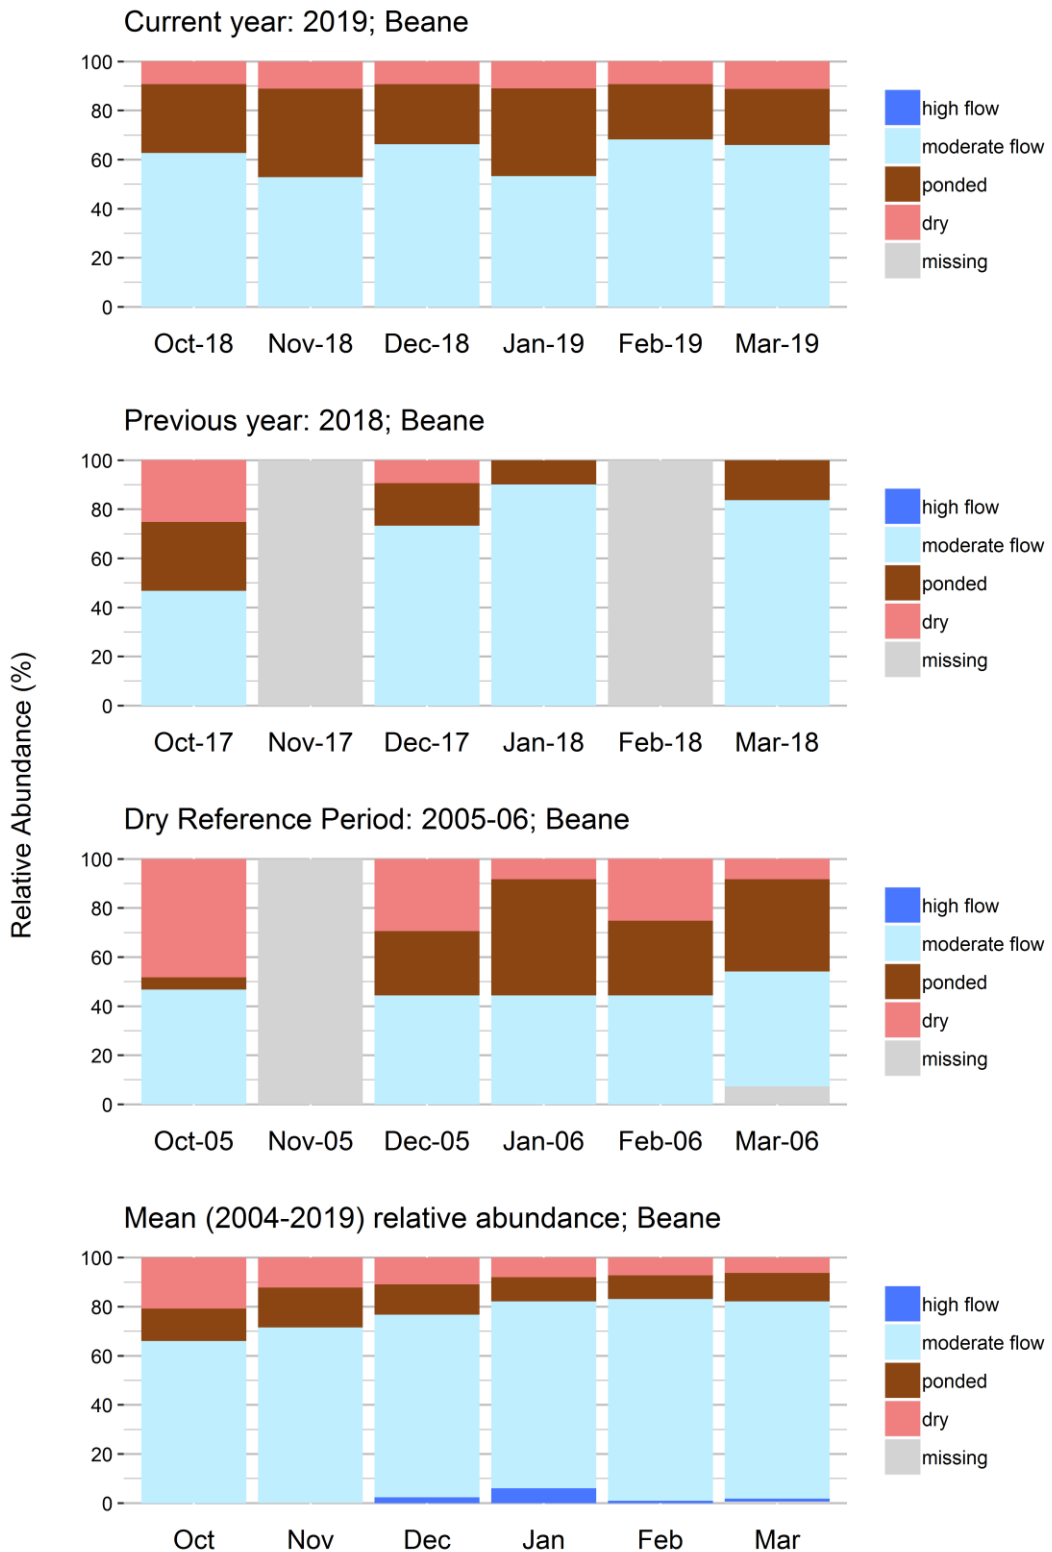 Current year: 2019; Beane
100
80
60
40
20
0
Oct-18 Nov-18 Dec-18 Jan-19 Feb-19 Mar-19
high flow
moderate flow
ponded
dry
missing
Previous year: 2018; Beane
100
80
60
40
20
0
Oct-17 Nov-17 Dec-17 Jan-18 Feb-18 Mar-18
high flow
moderate flow
ponded
dry
missing
Relative Abundance (%)
Dry Reference Period: 2005-06; Beane
100
80
60
40
20
0
Oct-05 Nov-05 Dec-05 Jan-06 Feb-06 Mar-06
high flow
moderate flow
ponded
dry
missing
Mean (2004-2019) relative abundance; Beane
100
80
60
40
20
0
Oct Nov Dec Jan Feb Mar
high flow
moderate flow
ponded
dry
missing